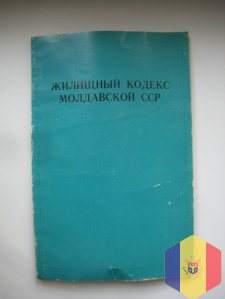 ЖИЛИЩНЫЙ КОДЕКС
МОЛДАВСКОЙ ССР